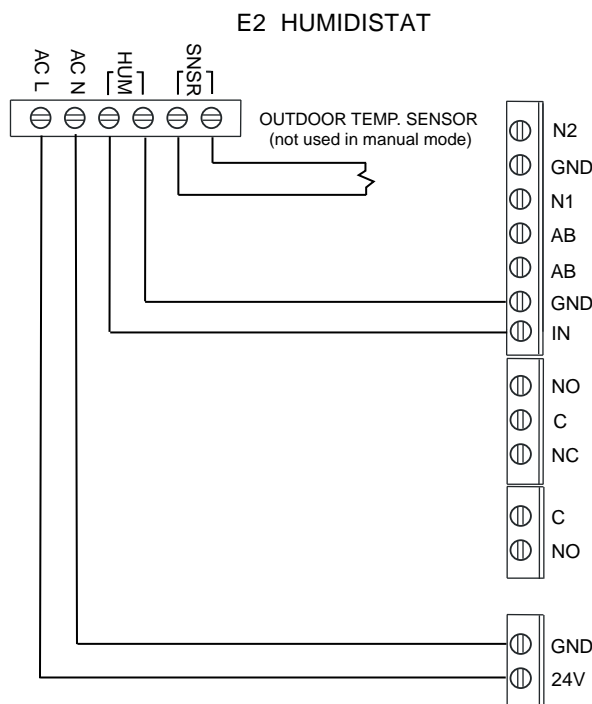 E2 HUMIDISTAT
AC L
AC N
HUM
SNSR
OUTDOOR TEMP. SENSOR
(not used in manual mode)
N2
GND
N1
AB
AB
GND
IN
NO
C
NC
C
NO
GND
24V